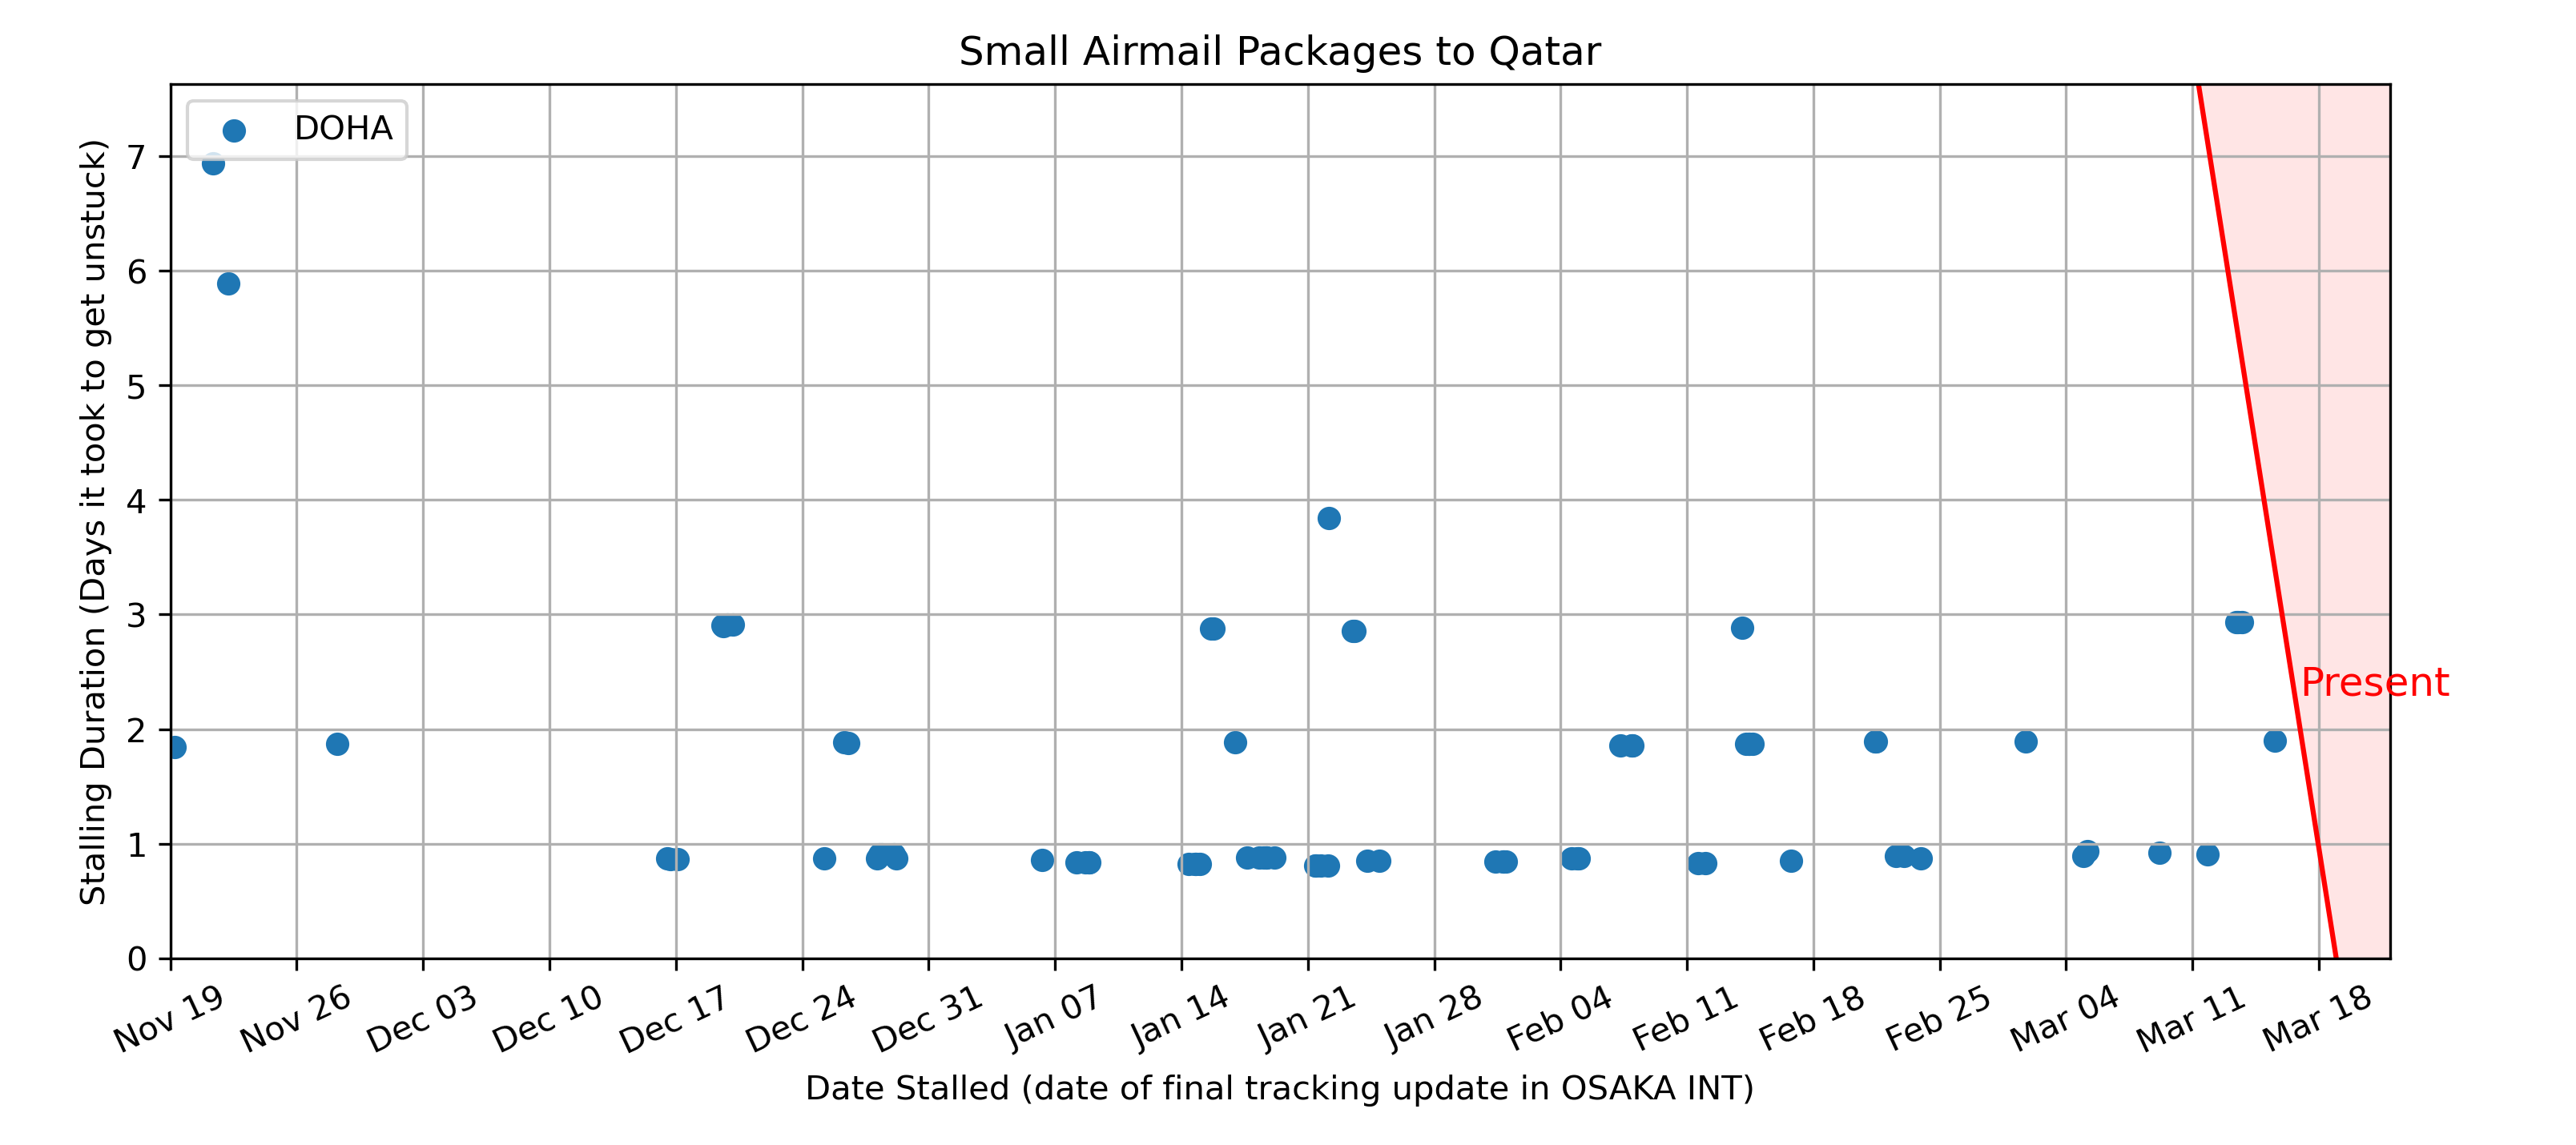 Small Airmail Packages to Qatar
DOHA
Stalling Duration (Days it took to get unstuck)
7
6
5
4
3
2
1
0
Present
Nov 19 Nov 26 Dec 03 Dec 10 Dec 17 Dec 24 Dec 31 Jan 07 Jan 14 Jan 21 Jan 28 Feb 04 Feb 11 Feb 18 Feb 25 Mar 04 Mar 11 Mar 18
Date Stalled (date of final tracking update in OSAKA INT)